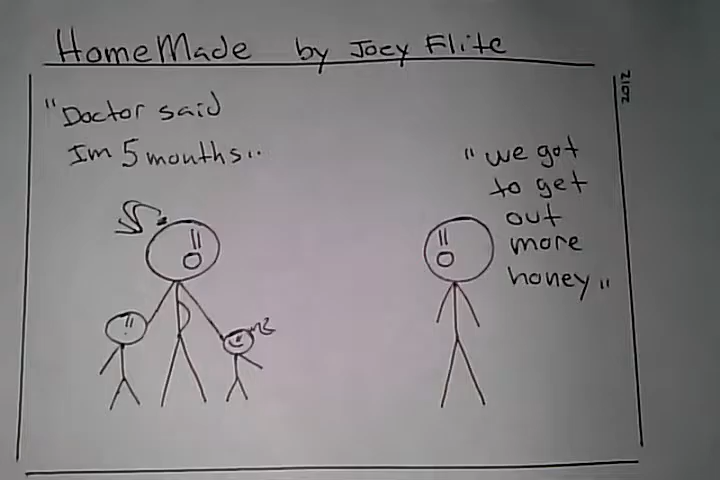 HomeMade by Joey Flite
2012
"Doctor said
Im 5 months..
"we got
to get
out
more
honey"